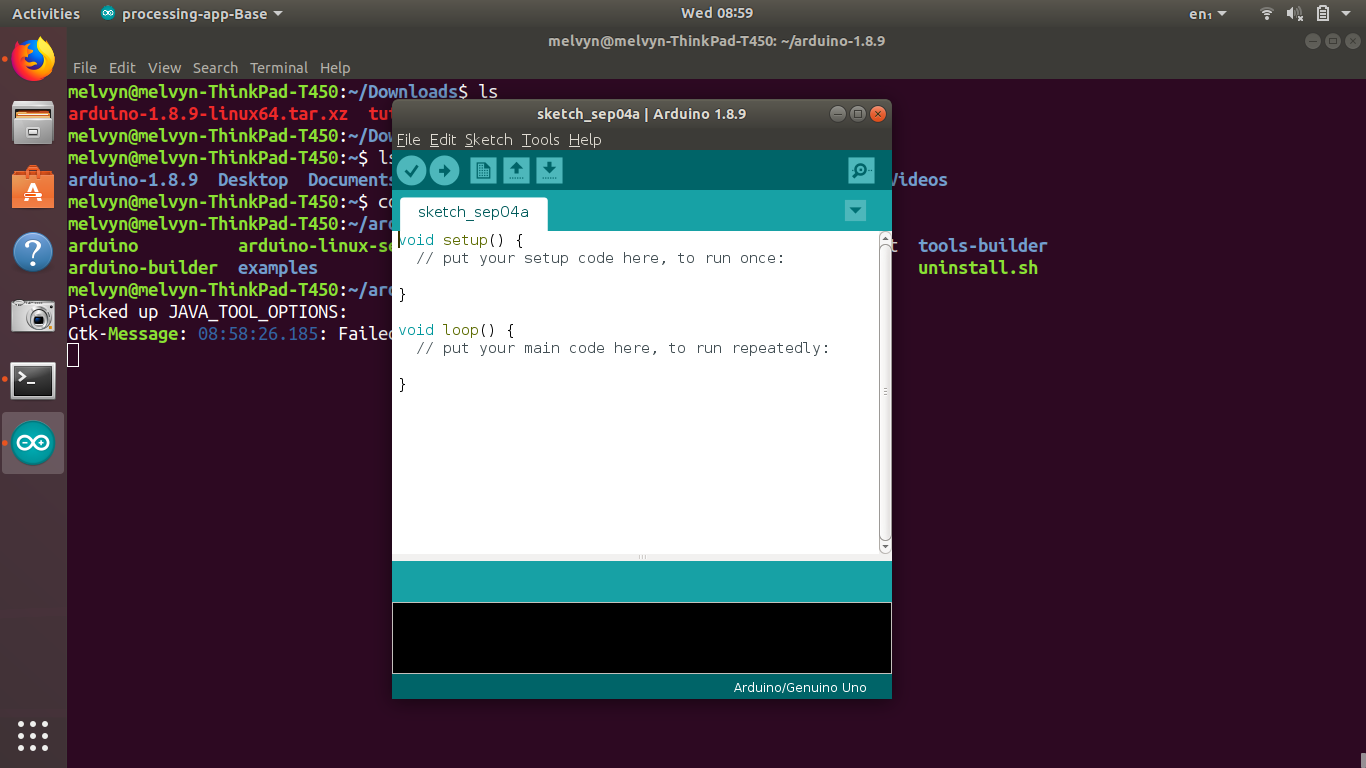 Activities processing-app-Base Wed 08:59 en₁
melvyn@melvyn-ThinkPad-T450: ~/arduino-1.8.9
File Edit View Search Terminal Help
melvyn@melvyn-ThinkPad-T450:~/Downloads$ ls
arduino-1.8.9-linux64.tar.xz
melvyn@melvyn-ThinkPad-T450:~/Dow
melvyn@melvyn-ThinkPad-T450:~$ ls
arduino-1.8.9 Desktop Documents Videos
melvyn@melvyn-ThinkPad-T450:~$
melvyn@melvyn-ThinkPad-T450:~/ard
arduino arduino-linux-se tools-builder
arduino-builder examples uninstall.sh
melvyn@melvyn-ThinkPad-T450:~/ard
Picked up JAVA_TOOL_OPTIONS:
Gtk-Message: 08:58:26.185: Failed
sketch_sep04a | Arduino 1.8.9
File Edit Sketch Tools Help
sketch_sep04a
void setup() {
// put your setup code here, to run once:
}
void loop() {
// put your main code here, to run repeatedly:
}
Arduino/Genuino Uno